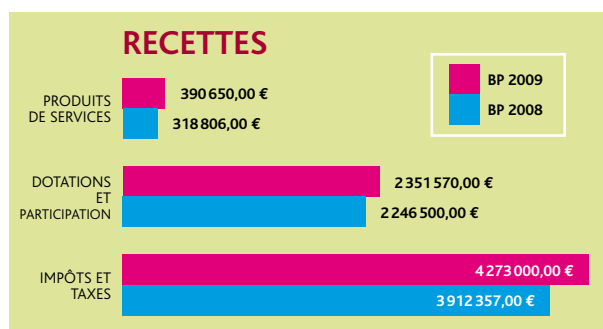 RECETTES
BP 2009
BP 2008
PRODUITS
DE SERVICES
390 650,00 €
318 806,00 €
DOTATIONS
ET
PARTICIPATION
2 351 570,00 €
2 246 500,00 €
IMPÔTS ET
TAXES
4 273 000,00 €
3 912 357,00 €